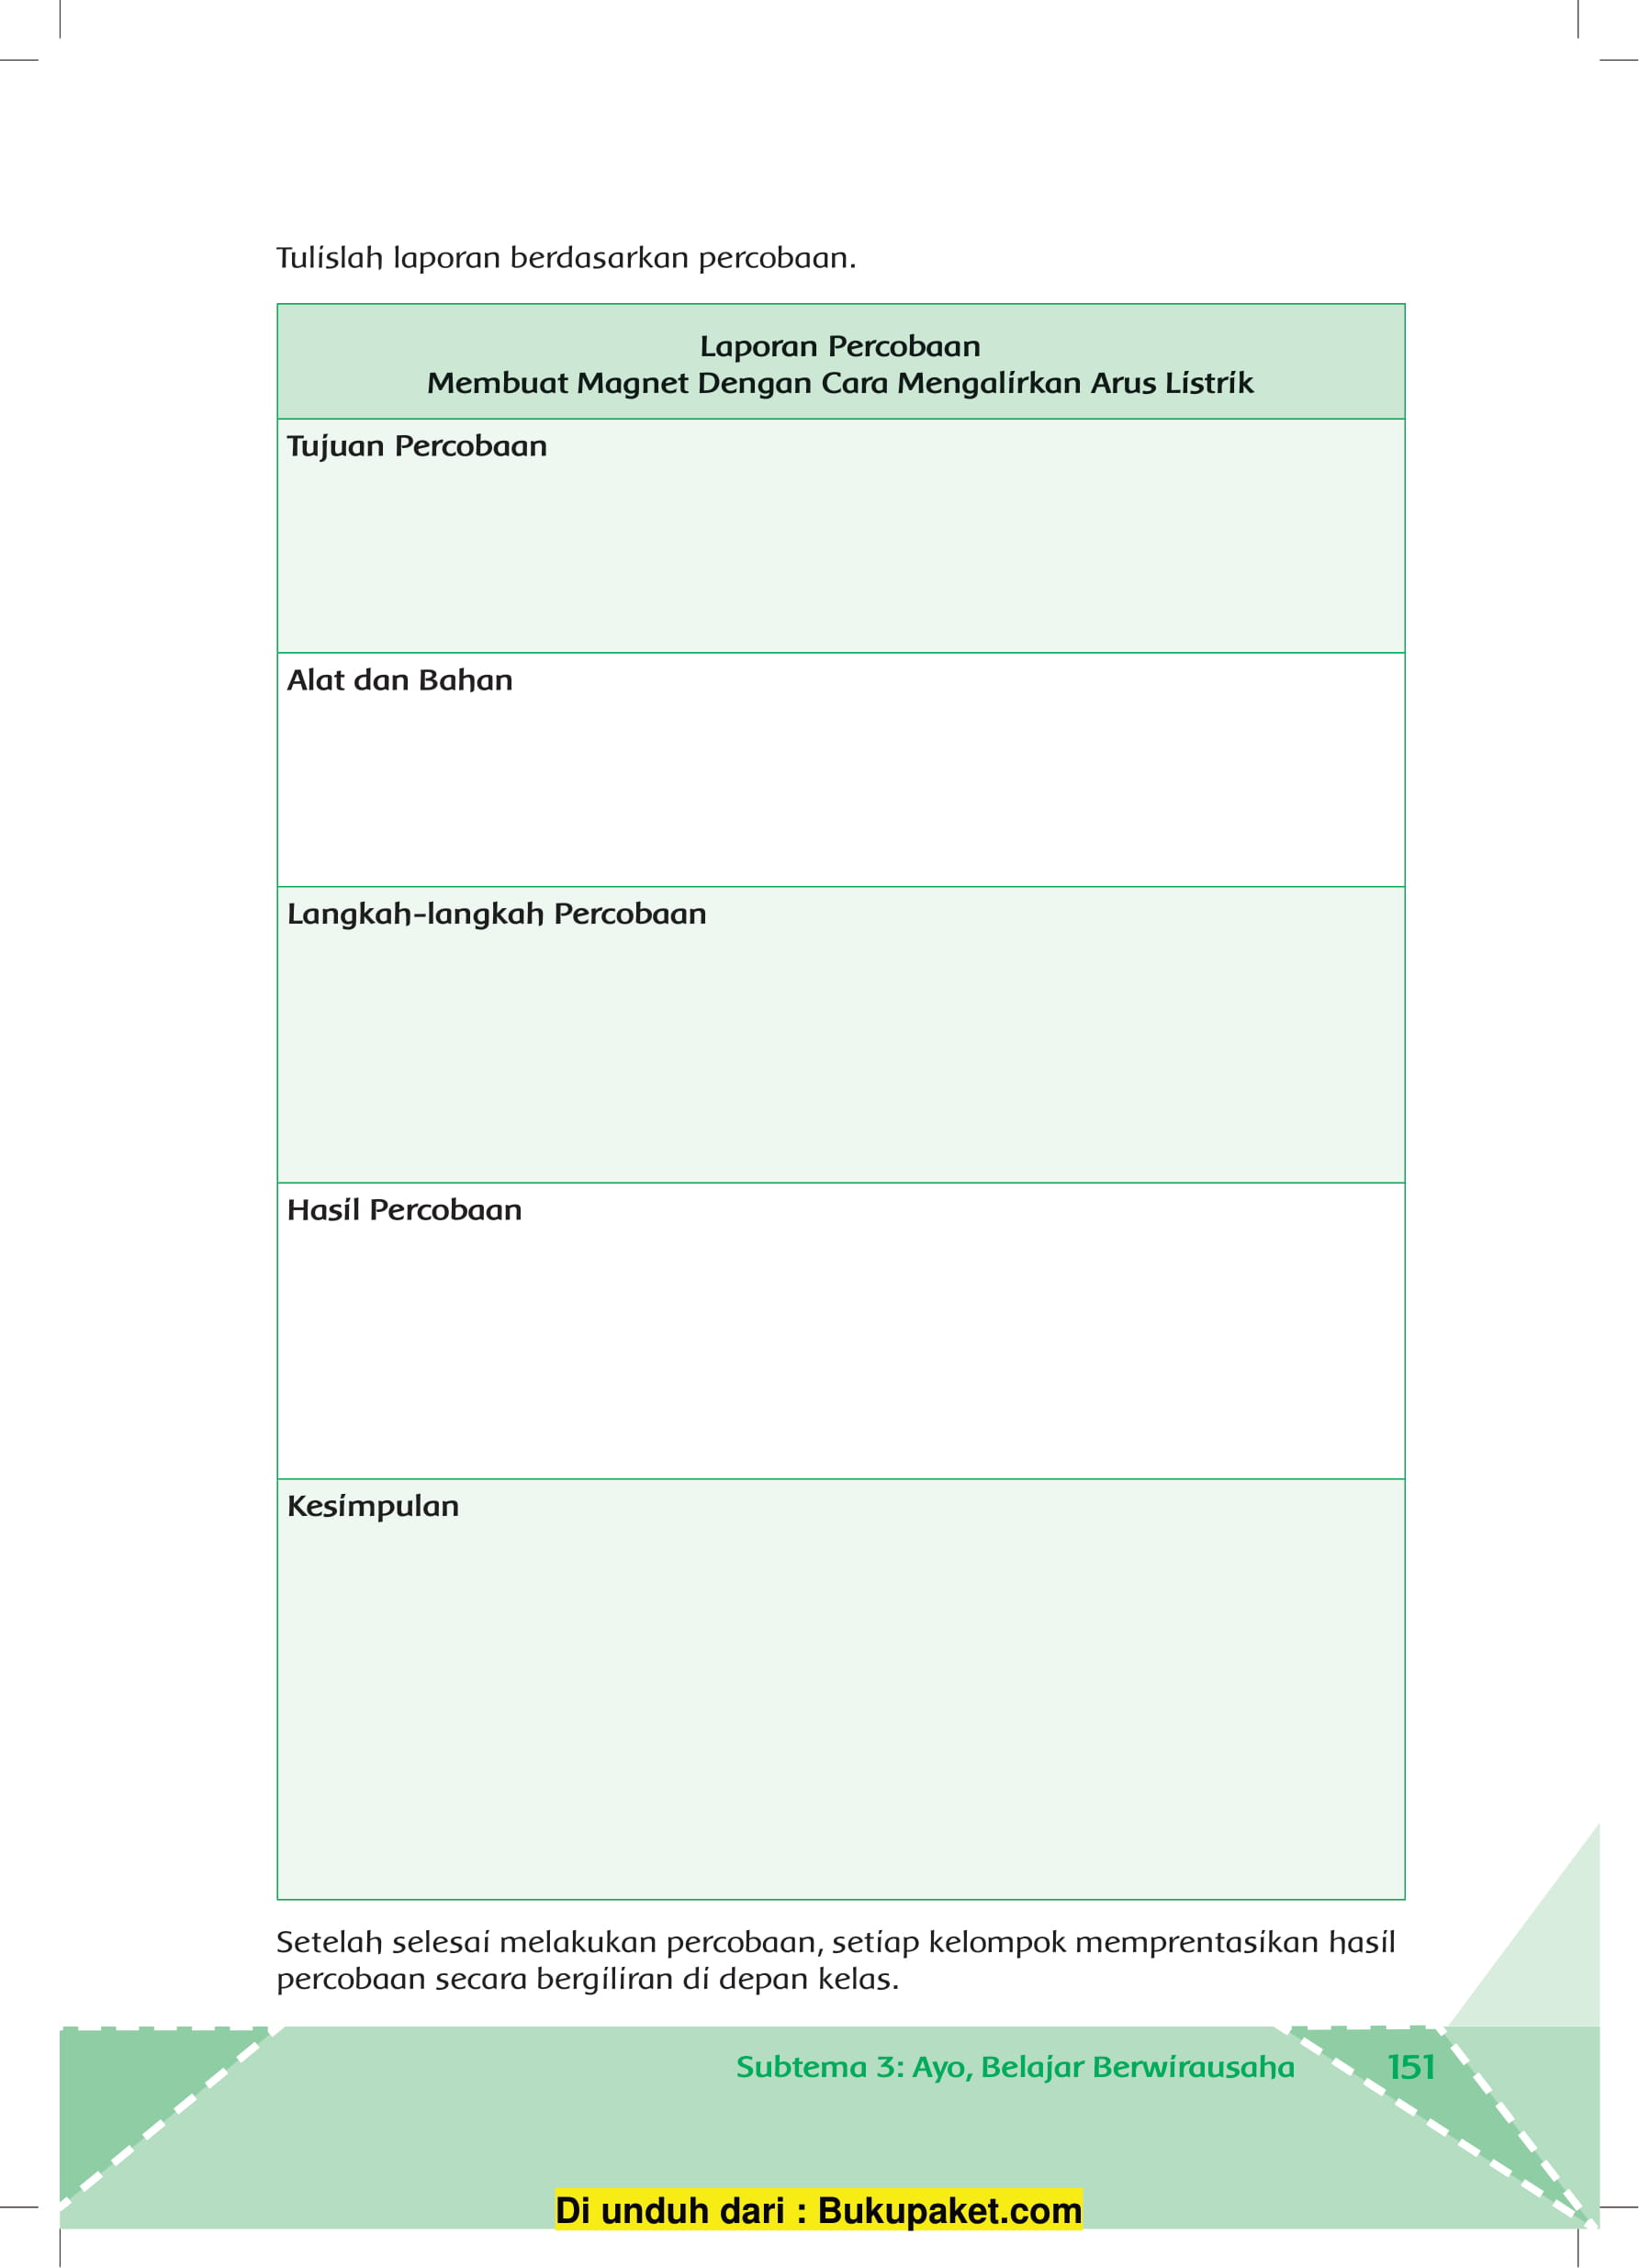 Tulislah laporan berdasarkan percobaan.
Laporan Percobaan
Membuat Magnet Dengan Cara Mengalirkan Arus Listrik
Tujuan Percobaan
Alat dan Bahan
Langkah-langkah Percobaan
Hasil Percobaan
Kesimpulan
Setelah selesai melakukan percobaan, setiap kelompok memprentasikan hasil
percobaan secara bergiliran di depan kelas.
Subtema 3: Ayo, Belajar Berwirausaha 151
Di unduh dari : Bukupaket.com